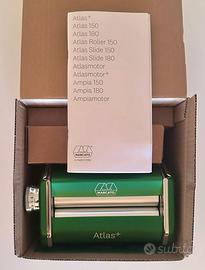 Atlas+
Atlas 150
Atlas 180
Atlas Roller 150
Atlas Slide 150
Atlas Slide 180
Atlasmotor
Atlasmotor+
Ampia 150
Ampia 180
Ampiamotor
MARCATO
MARCATO
Atlas+
subito